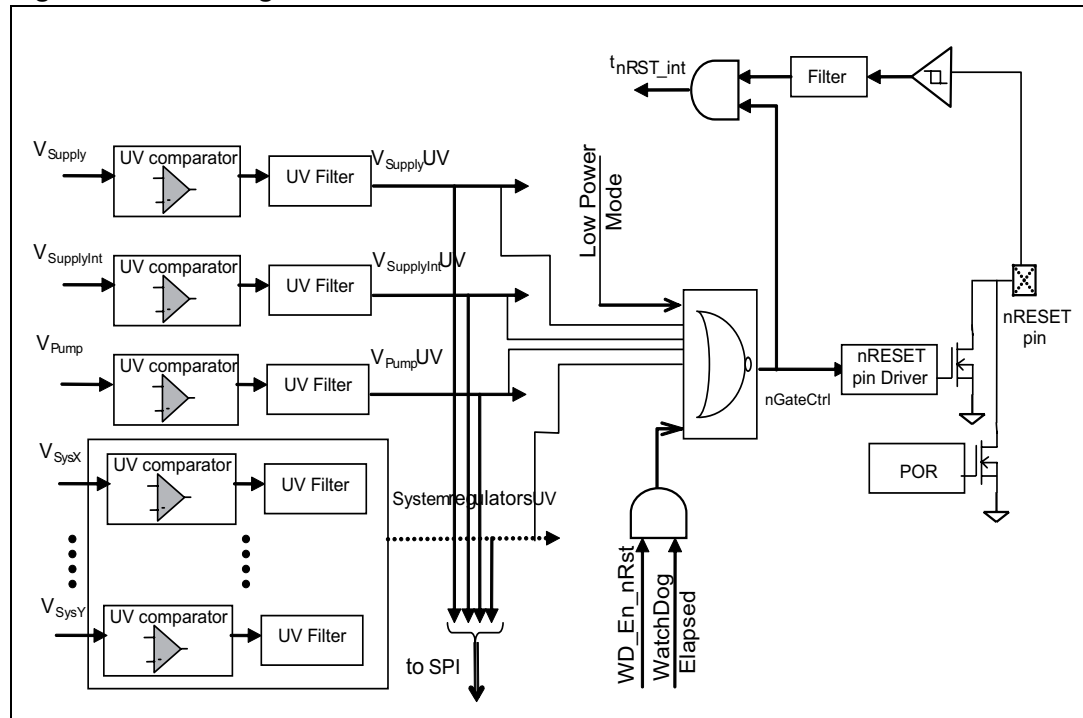 tnRST_int
Filter
VSupply
UV comparator
UV Filter
VSupplyUV
Low Power
Mode
VSupplyInt
UV comparator
UV Filter
VSupplyIntUV
nRESET
pin
VPump
UV comparator
UV Filter
VPumpUV
nGateCtrl
nRESET
pin Driver
VSysX
UV comparator
UV Filter
SystemregulatorsUV
POR
VSysY
UV comparator
UV Filter
to SPI
WD_En_nRst
WatchDog
Elapsed